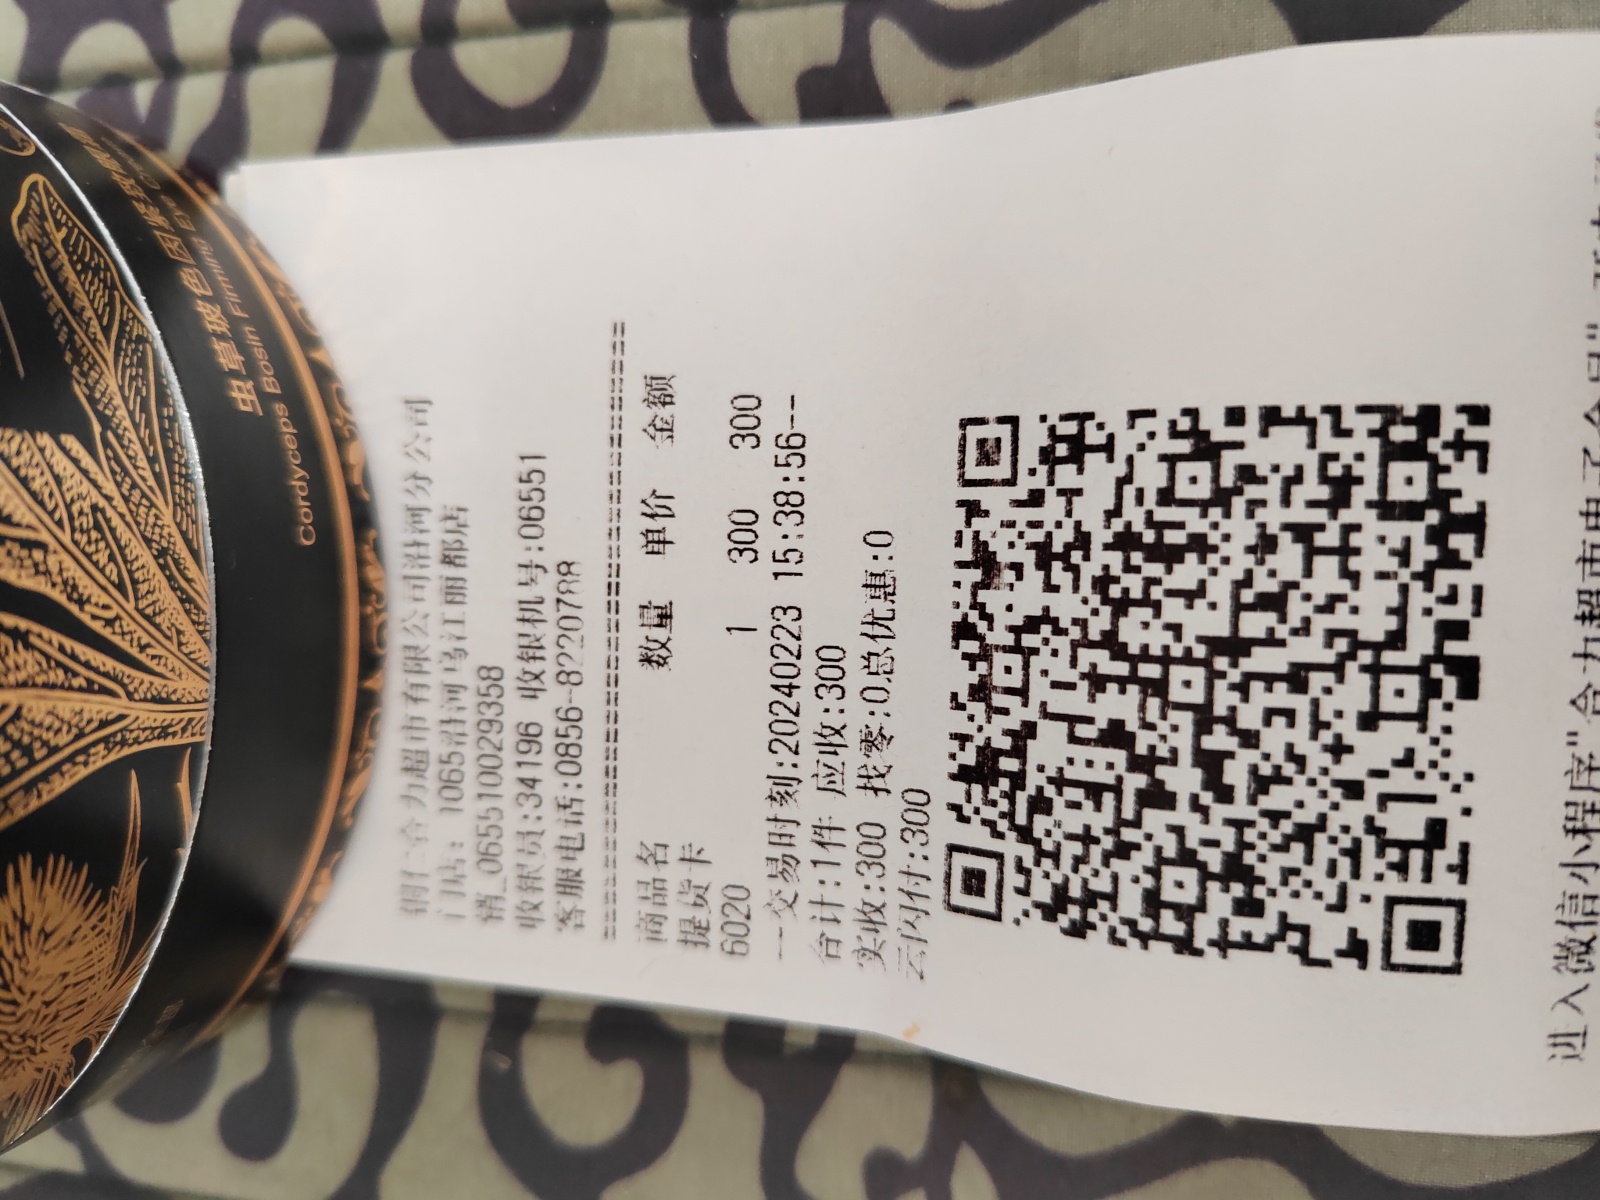 虫草玻色因紧致眼
Cordyceps Bosin Firming Eye
铜仁合力超市有限公司沿河分公司
门店: 1065沿河乌江丽都店
销_065510029358
收银员:34196 收银机号:06551
客服电话:0856-8220788
商品名 数量 单价 金额
提货卡
6020 1 300 300
--交易时刻:20240223 15:38:56--
合计:1件 应收:300
实收:300 找零:0总优惠:0
云闪付:300
进入微信小程序"合力超市电子会员"